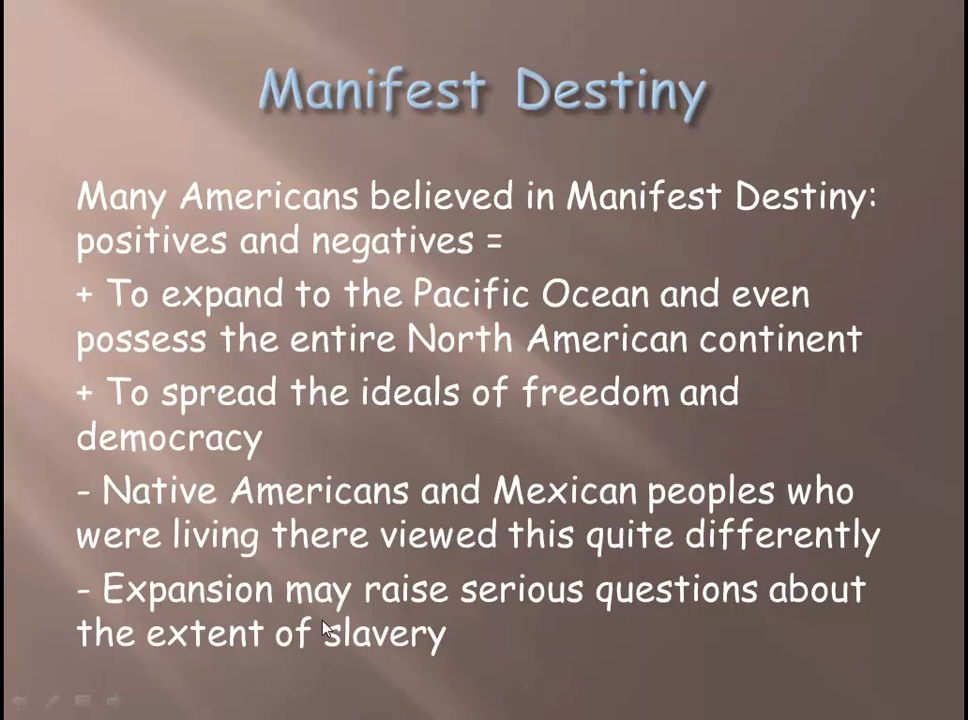 Manifest Destiny
Many Americans believed in Manifest Destiny:
positives and negatives =
+ To expand to the Pacific Ocean and even
possess the entire North American continent
+ To spread the ideals of freedom and
democracy
- Native Americans and Mexican peoples who
were living there viewed this quite differently
- Expansion may raise serious questions about
the extent of slavery